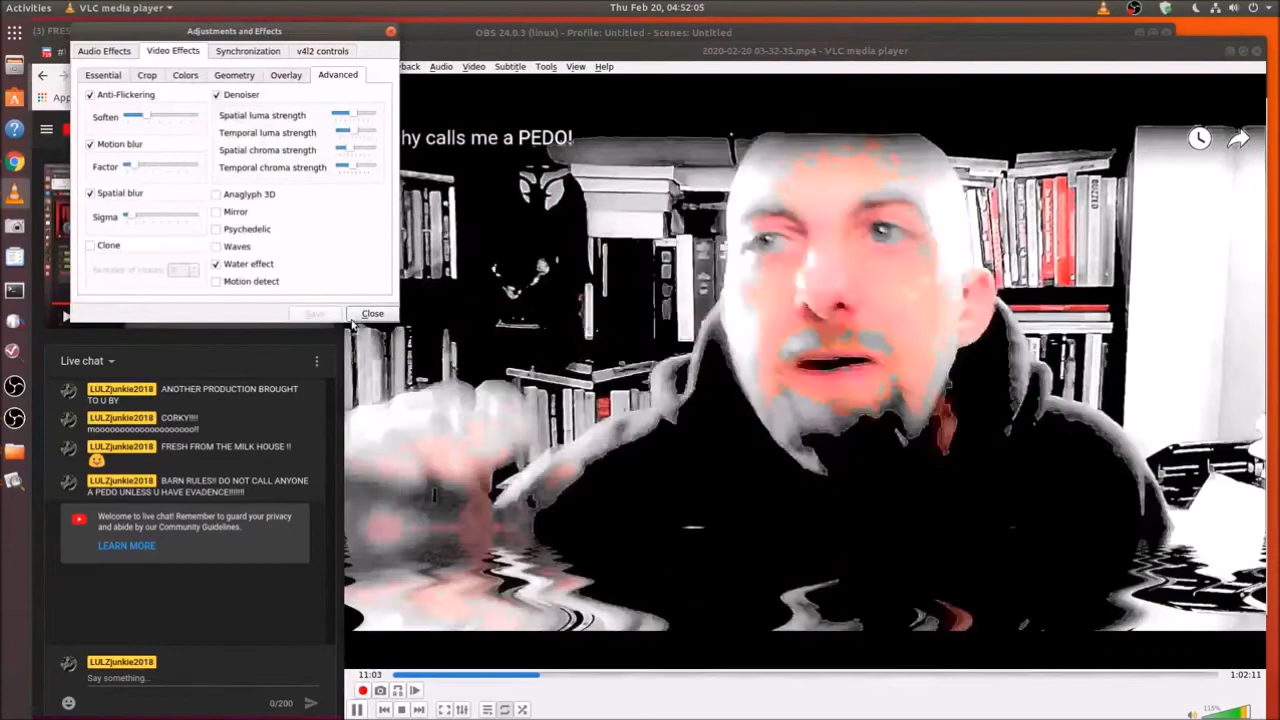 Activities
VLC media player
Thu Feb 20, 04:52:05
Adjustments and Effects
OBS 24.0.3 (linux) - Profile: Untitled - Scenes: Untitled
2020-02-20 03-32-35.mp4 - VLC media player
Audio Effects Video Effects Synchronization v4l2 controls
Essential Crop Colors Geometry Overlay Advanced
Audio Video Subtitle Tools View Help
Anti-Flickering
Soften
Motion blur
Factor
Spatial blur
Sigma
Clone
Denoiser
Spatial luma strength
Temporal luma strength
Spatial chroma strength
Temporal chroma strength
Anaglyph 3D
Mirror
Psychedelic
Waves
Water effect
Motion detect
Save
Close
hy calls me a PEDO!
Live chat
LULZjunkie2018 ANOTHER PRODUCTION BROUGHT
TO U BY
LULZjunkie2018 CORKY!!!!
LULZjunkie2018 FRESH FROM THE MILK HOUSE !!
LULZjunkie2018 BARN RULES!! DO NOT CALL ANYONE
A PEDO UNLESS U HAVE EVADENCE!!!!!!!
Welcome to live chat! Remember to guard your privacy
and abide by our Community Guidelines.
LEARN MORE
LULZjunkie2018
Say something...
0/200
11:03
1:02:11
115%